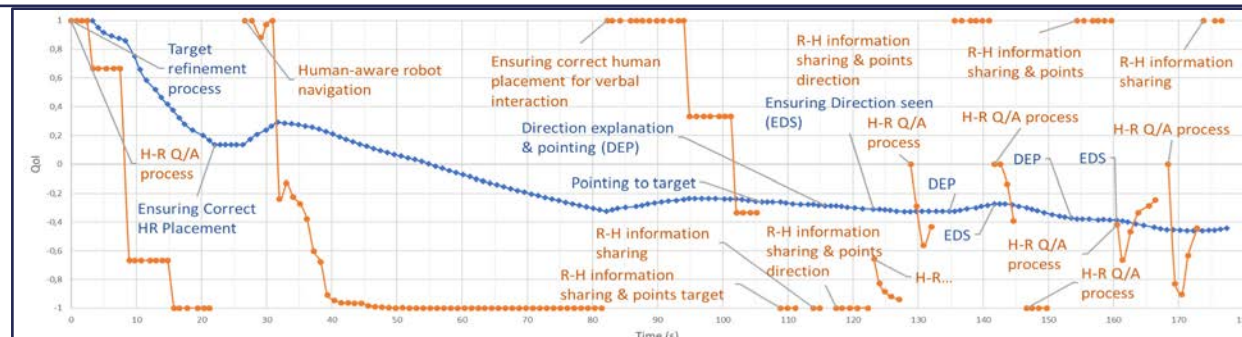 1
0,8
0,6
0,4
0,2
0
-0,2
-0,4
-0,6
-0,8
-1
QoI
0
10
20
30
40
50
60
70
80
90
100
110
120
130
140
150
160
170
Time (s)
Target
refinement
process
H-R Q/A
process
Ensuring Correct
HR Placement
Human-aware robot
navigation
Ensuring correct human
placement for verbal
interaction
Direction explanation
& pointing (DEP)
Pointing to target
R-H information
sharing
R-H information
sharing & points target
R-H information
sharing & points
direction
Ensuring Direction seen
(EDS)
H-R Q/A
process
R-H information
sharing & points
direction
H-R...
DEP
EDS
R-H information
sharing & points
H-R Q/A process
DEP
EDS
H-R Q/A
process
H-R Q/A
process
R-H information
sharing
H-R Q/A process